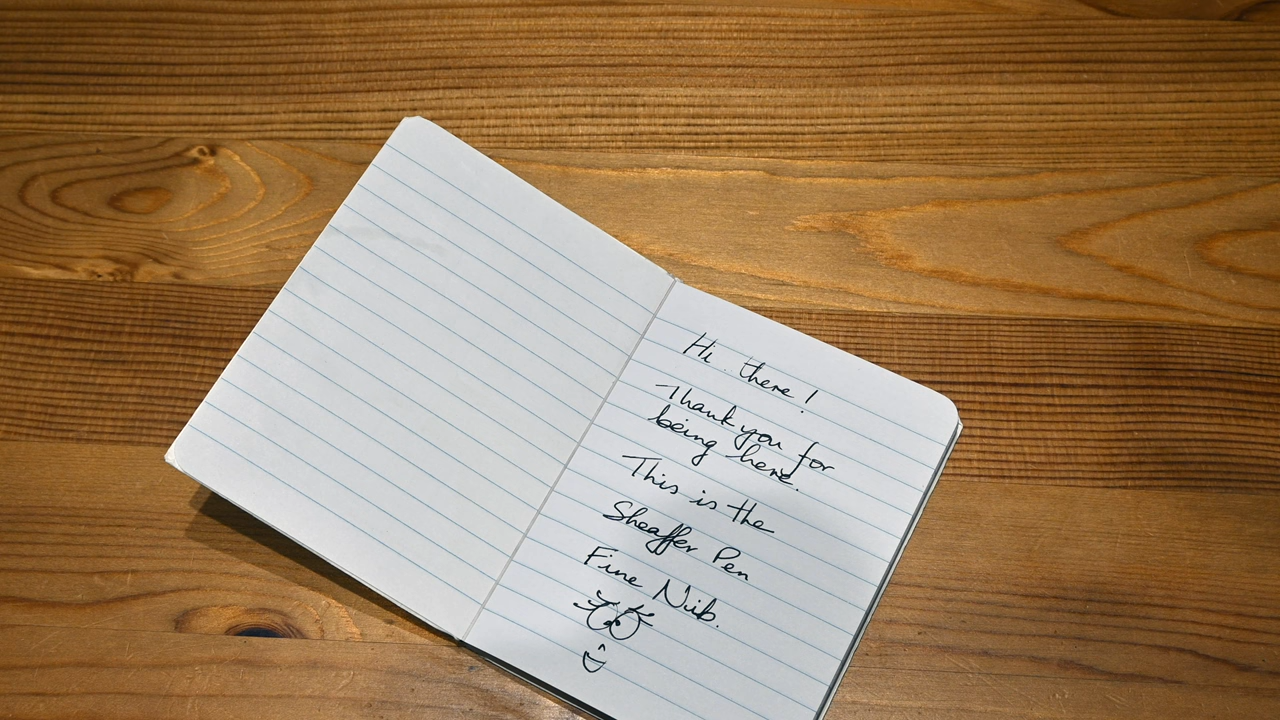 Hi there!
Thank you for
being here.
This is the
Sheaffer Pen
Fine Nib.